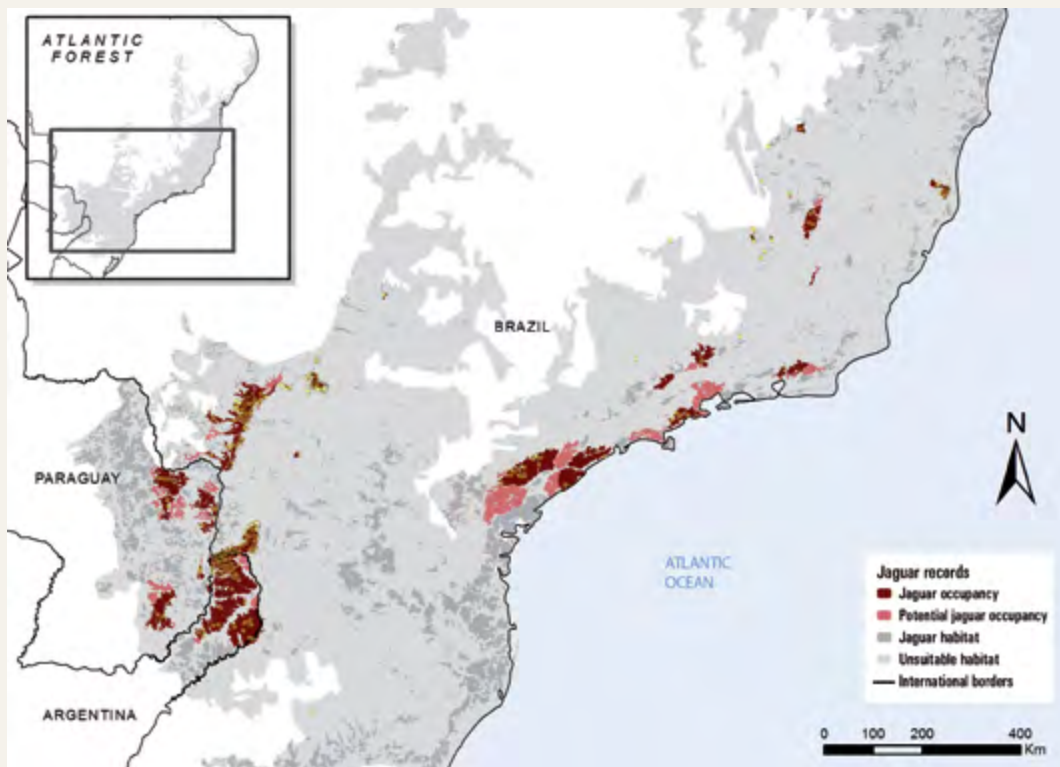 ATLANTIC
FOREST
BRAZIL
PARAGUAY
N
ATLANTIC
OCEAN
Jaguar records
Jaguar occupancy
Potential jaguar occupancy
Jaguar habitat
Unsuitable habitat
International borders
ARGENTINA
0 100 200 400
Km